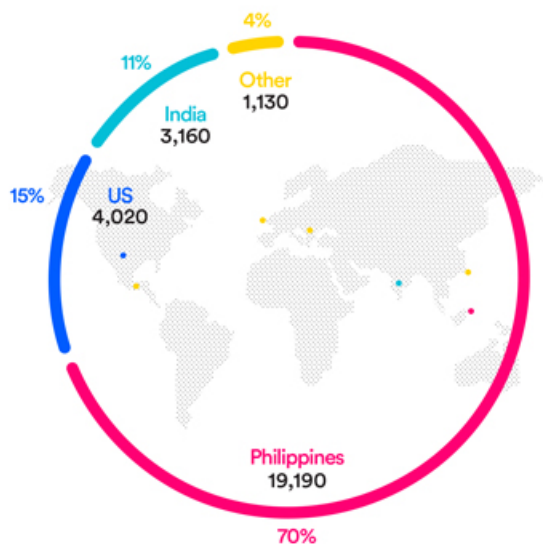 4%
Other
1,130
11%
India
3,160
15%
US
4,020
Philippines
19,190
70%